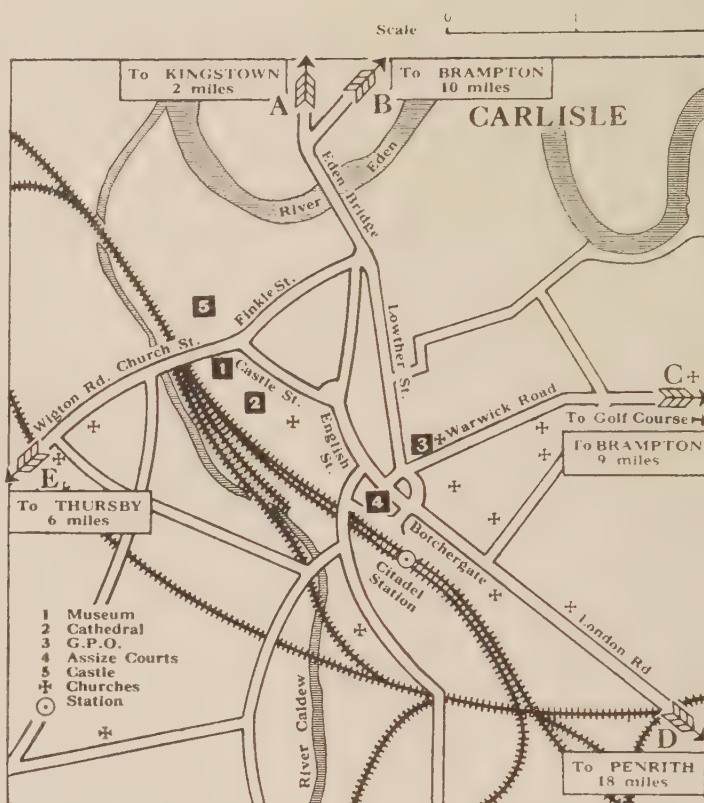 Scale 0 1
To KINGSTOWN
2 miles
A
B
To BRAMPTON
10 miles
CARLISLE
River Eden
Eden Bridge
Finkle St.
5
Lowther St.
Wigton Rd.
Church St.
1
Castle St.
2
English St.
3
Warwick Road
C
To Golf Course
To BRAMPTON
9 miles
E
To THURSBY
6 miles
4
Botchergate
Citadel
Station
London Rd
1 Museum
2 Cathedral
3 G.P.O.
4 Assize Courts
5 Castle
Churches
Station
River Caldew
D
To PENRITH
18 miles